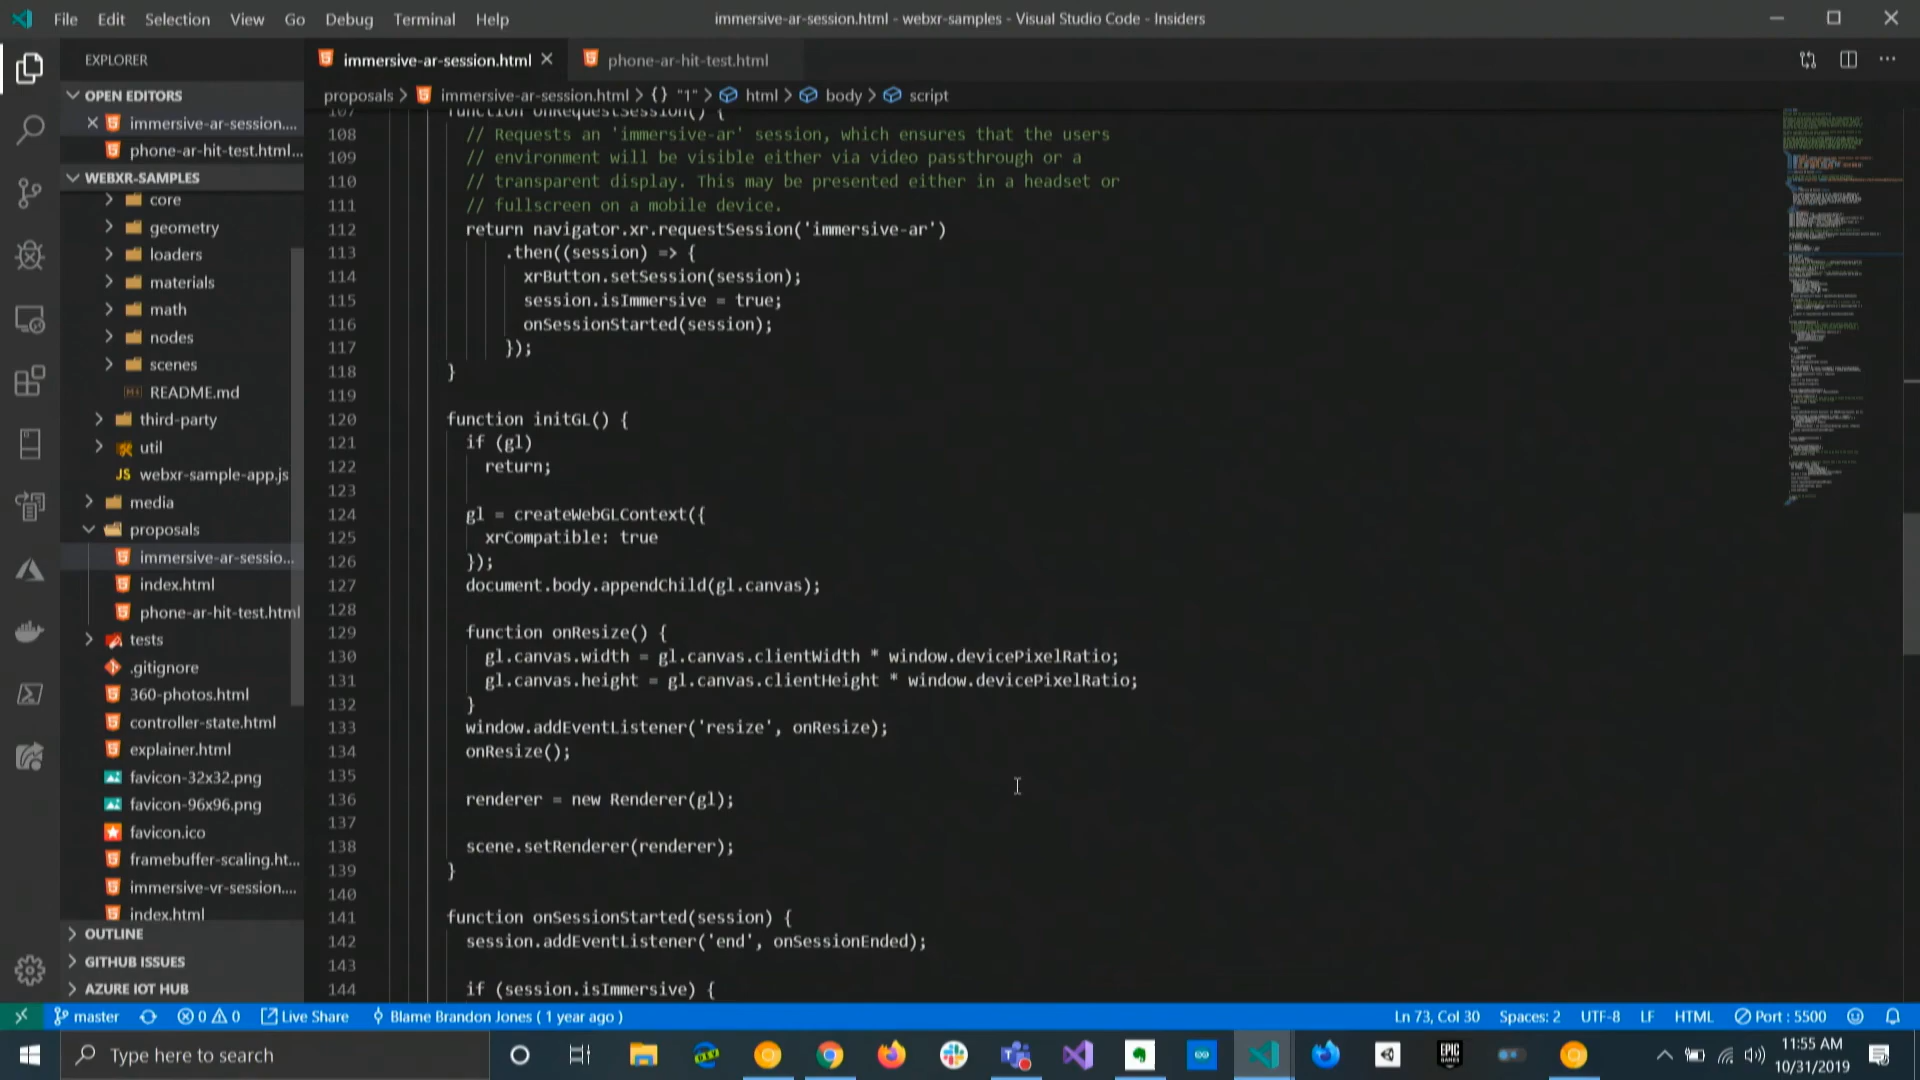 File Edit Selection View Go Debug Terminal Help
immersive-ar-session.html - webxr-samples - Visual Studio Code - Insiders
EXPLORER
OPEN EDITORS
immersive-ar-session....
phone-ar-hit-test.html...
WEBXR-SAMPLES
core
geometry
loaders
materials
math
nodes
scenes
README.md
third-party
util
JS webxr-sample-app.js
media
proposals
immersive-ar-sessio...
index.html
phone-ar-hit-test.html
tests
.gitignore
360-photos.html
controller-state.html
explainer.html
favicon-32x32.png
favicon-96x96.png
favicon.ico
framebuffer-scaling.ht...
immersive-vr-session....
index.html
OUTLINE
GITHUB ISSUES
AZURE IOT HUB
immersive-ar-session.html
phone-ar-hit-test.html
proposals > immersive-ar-session.html > {} "1" > html > body > script
107 function onRequestSession() {
108 // Requests an 'immersive-ar' session, which ensures that the users
109 // environment will be visible either via video passthrough or a
110 // transparent display. This may be presented either in a headset or
111 // fullscreen on a mobile device.
112 return navigator.xr.requestSession('immersive-ar')
113 .then((session) => {
114 xrButton.setSession(session);
115 session.isImmersive = true;
116 onSessionStarted(session);
117 });
118 }
119
120 function initGL() {
121 if (gl)
122 return;
123
124 gl = createWebGLContext({
125 xrCompatible: true
126 });
127 document.body.appendChild(gl.canvas);
128
129 function onResize() {
130 gl.canvas.width = gl.canvas.clientWidth * window.devicePixelRatio;
131 gl.canvas.height = gl.canvas.clientHeight * window.devicePixelRatio;
132 }
133 window.addEventListener('resize', onResize);
134 onResize();
135
136 renderer = new Renderer(gl);
137
138 scene.setRenderer(renderer);
139 }
140
141 function onSessionStarted(session) {
142 session.addEventListener('end', onSessionEnded);
143
144 if (session.isImmersive) {
master 0 0 Live Share Blame Brandon Jones ( 1 year ago ) Ln 73, Col 30 Spaces: 2 UTF-8 LF HTML Port : 5500
Type here to search
EPIC GAMES
11:55 AM
10/31/2019